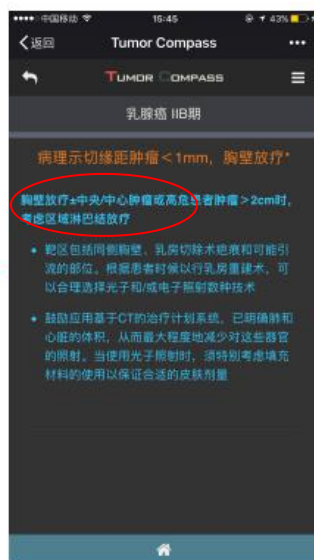 中国移动 15:45 43%
返回 Tumor Compass
TUMOR COMPASS
乳腺癌 IIB期
病理示切缘距肿瘤<1mm,胸壁放疗*
胸壁放疗±中央/中心肿瘤或高危患者肿瘤>2cm时,
考虑区域淋巴结放疗
• 靶区包括同侧胸壁、乳房切除术疤痕和可能引
流的部位。根据患者时候以行乳房重建术,可
以合理选择光子和/或电子照射数种技术
• 鼓励应用基于CT的治疗计划系统,已明确肺和
心脏的体积,从而最大程度地减少对这些器官
的照射。当使用光子照射时,须特别考虑填充
材料的使用以保证合适的皮肤剂量